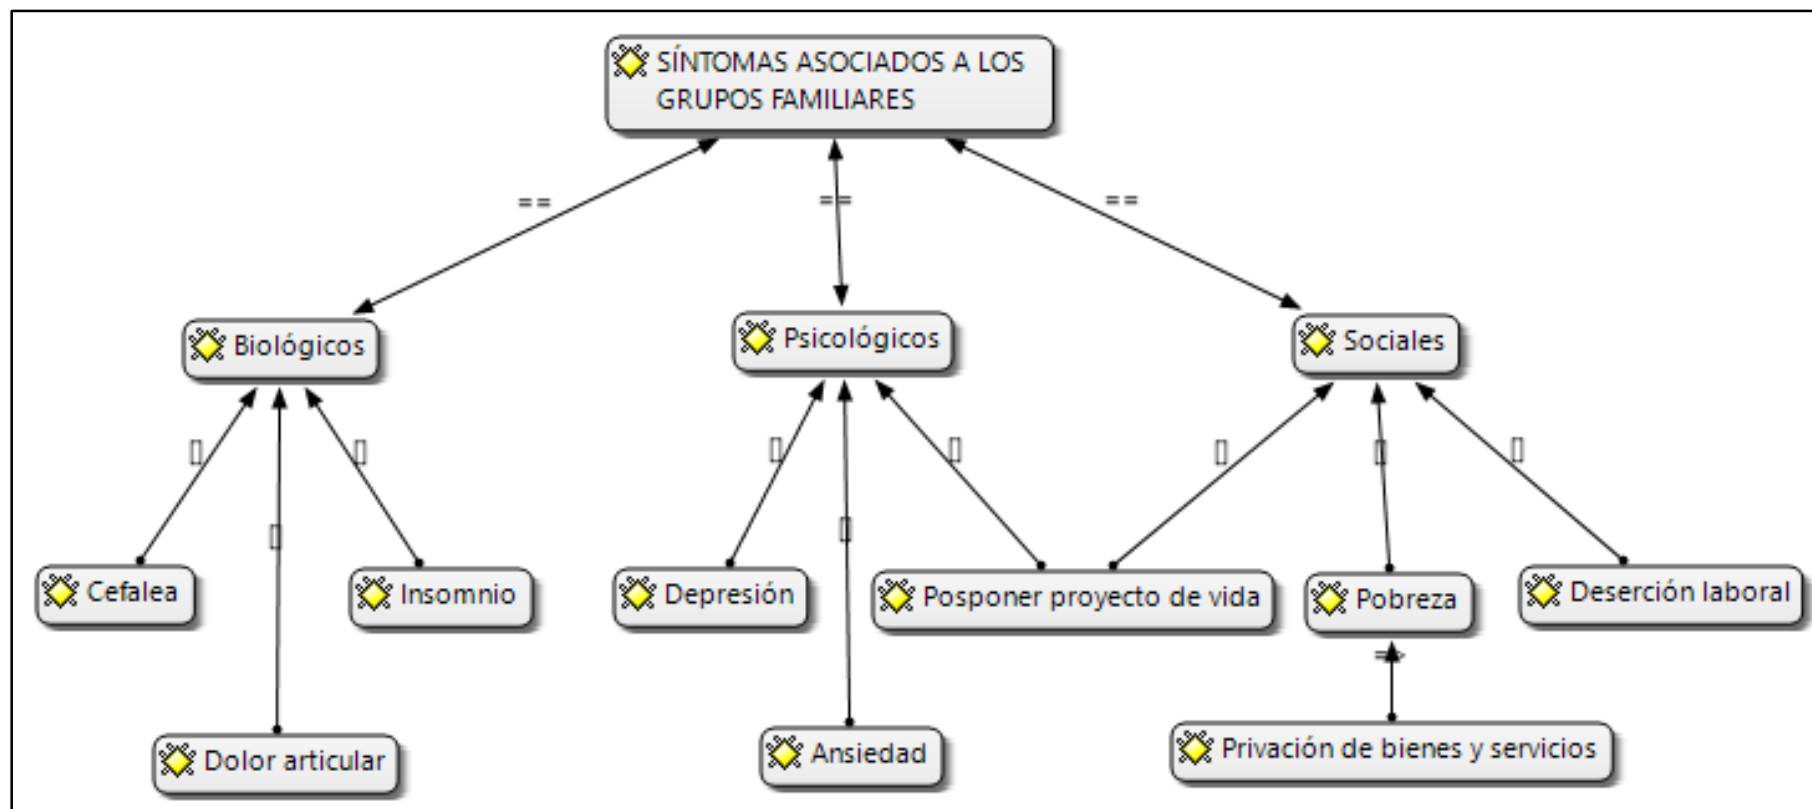 SÍNTOMAS ASOCIADOS A LOS
GRUPOS FAMILIARES
==
==
==
Biológicos
Psicológicos
Sociales
[]
[]
[]
[]
[]
[]
[]
[]
[]
Cefalea
Insomnio
Depresión
Posponer proyecto de vida
Pobreza
Deserción laboral
=>
Dolor articular
Ansiedad
Privación de bienes y servicios